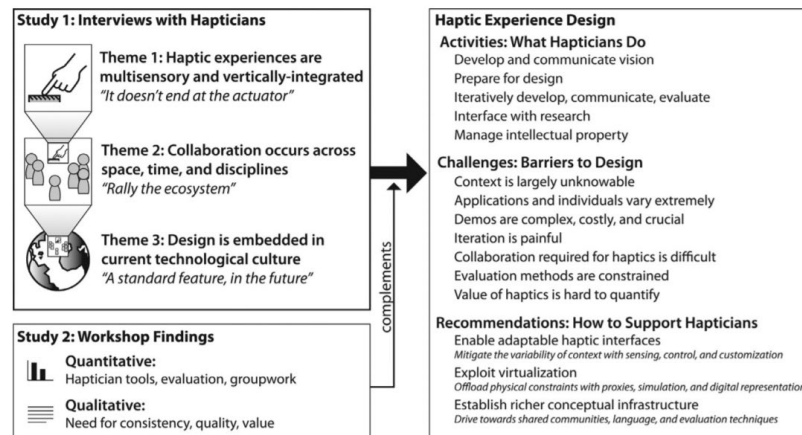 Study 1: Interviews with Hapticians
Theme 1: Haptic experiences are
multisensory and vertically-integrated
"It doesn't end at the actuator"
Theme 2: Collaboration occurs across
space, time, and disciplines
"Rally the ecosystem"
Theme 3: Design is embedded in
current technological culture
"A standard feature, in the future"
Study 2: Workshop Findings
Quantitative:
Haptician tools, evaluation, groupwork
Qualitative:
Need for consistency, quality, value
complements
Haptic Experience Design
Activities: What Hapticians Do
Develop and communicate vision
Prepare for design
Iteratively develop, communicate, evaluate
Interface with research
Manage intellectual property
Challenges: Barriers to Design
Context is largely unknowable
Applications and individuals vary extremely
Demos are complex, costly, and crucial
Iteration is painful
Collaboration required for haptics is difficult
Evaluation methods are constrained
Value of haptics is hard to quantify
Recommendations: How to Support Hapticians
Enable adaptable haptic interfaces
Mitigate the variability of context with sensing, control, and customization
Exploit virtualization
Offload physical constraints with proxies, simulation, and digital representation
Establish richer conceptual infrastructure
Drive towards shared communities, language, and evaluation techniques